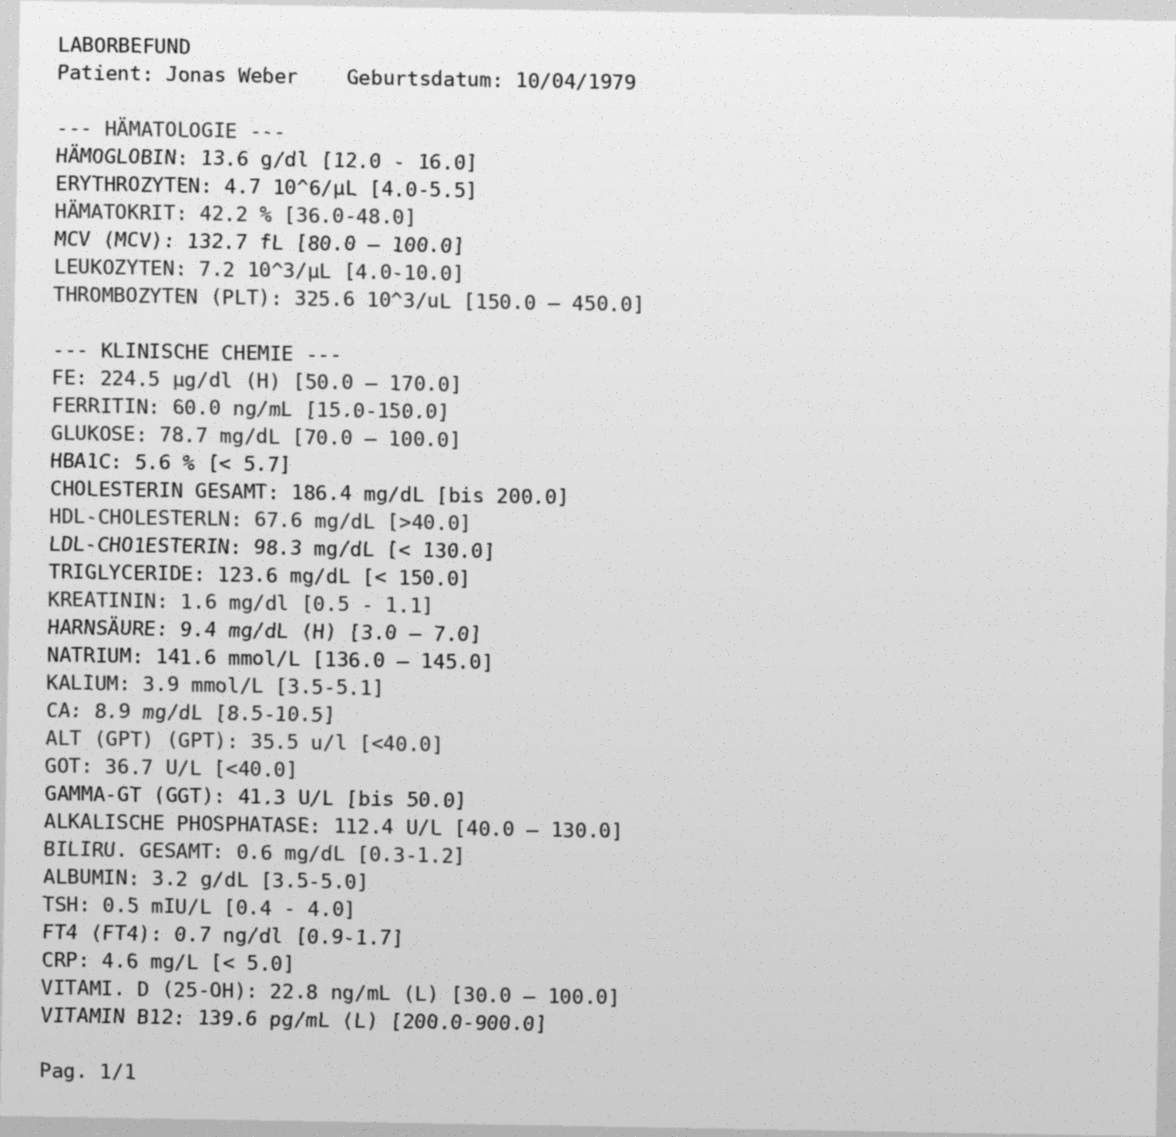 LABORBEFUND
Patient: Jonas Weber    Geburtsdatum: 10/04/1979
--- HÄMATOLOGIE ---
HÄMOGLOBIN: 13.6 g/dl [12.0 - 16.0]
ERYTHROZYTEN: 4.7 10^6/µL [4.0-5.5]
HÄMATOKRIT: 42.2 % [36.0-48.0]
MCV (MCV): 132.7 fL [80.0 – 100.0]
LEUKOZYTEN: 7.2 10^3/µL [4.0-10.0]
THROMBOZYTEN (PLT): 325.6 10^3/uL [150.0 – 450.0]
--- KLINISCHE CHEMIE ---
FE: 224.5 µg/dl (H) [50.0 – 170.0]
FERRITIN: 60.0 ng/mL [15.0-150.0]
GLUKOSE: 78.7 mg/dL [70.0 – 100.0]
HBA1C: 5.6 % [< 5.7]
CHOLESTERIN GESAMT: 186.4 mg/dL [bis 200.0]
HDL-CHOLESTERLN: 67.6 mg/dL [>40.0]
LDL-CHO1ESTERIN: 98.3 mg/dL [< 130.0]
TRIGLYCERIDE: 123.6 mg/dL [< 150.0]
KREATININ: 1.6 mg/dl [0.5 - 1.1]
HARNSÄURE: 9.4 mg/dL (H) [3.0 – 7.0]
NATRIUM: 141.6 mmol/L [136.0 – 145.0]
KALIUM: 3.9 mmol/L [3.5-5.1]
CA: 8.9 mg/dL [8.5-10.5]
ALT (GPT) (GPT): 35.5 u/l [<40.0]
GOT: 36.7 U/L [<40.0]
GAMMA-GT (GGT): 41.3 U/L [bis 50.0]
ALKALISCHE PHOSPHATASE: 112.4 U/L [40.0 – 130.0]
BILIRU. GESAMT: 0.6 mg/dL [0.3-1.2]
ALBUMIN: 3.2 g/dL [3.5-5.0]
TSH: 0.5 mIU/L [0.4 - 4.0]
FT4 (FT4): 0.7 ng/dl [0.9-1.7]
CRP: 4.6 mg/L [< 5.0]
VITAMI. D (25-OH): 22.8 ng/mL (L) [30.0 – 100.0]
VITAMIN B12: 139.6 pg/mL (L) [200.0-900.0]
Pag. 1/1